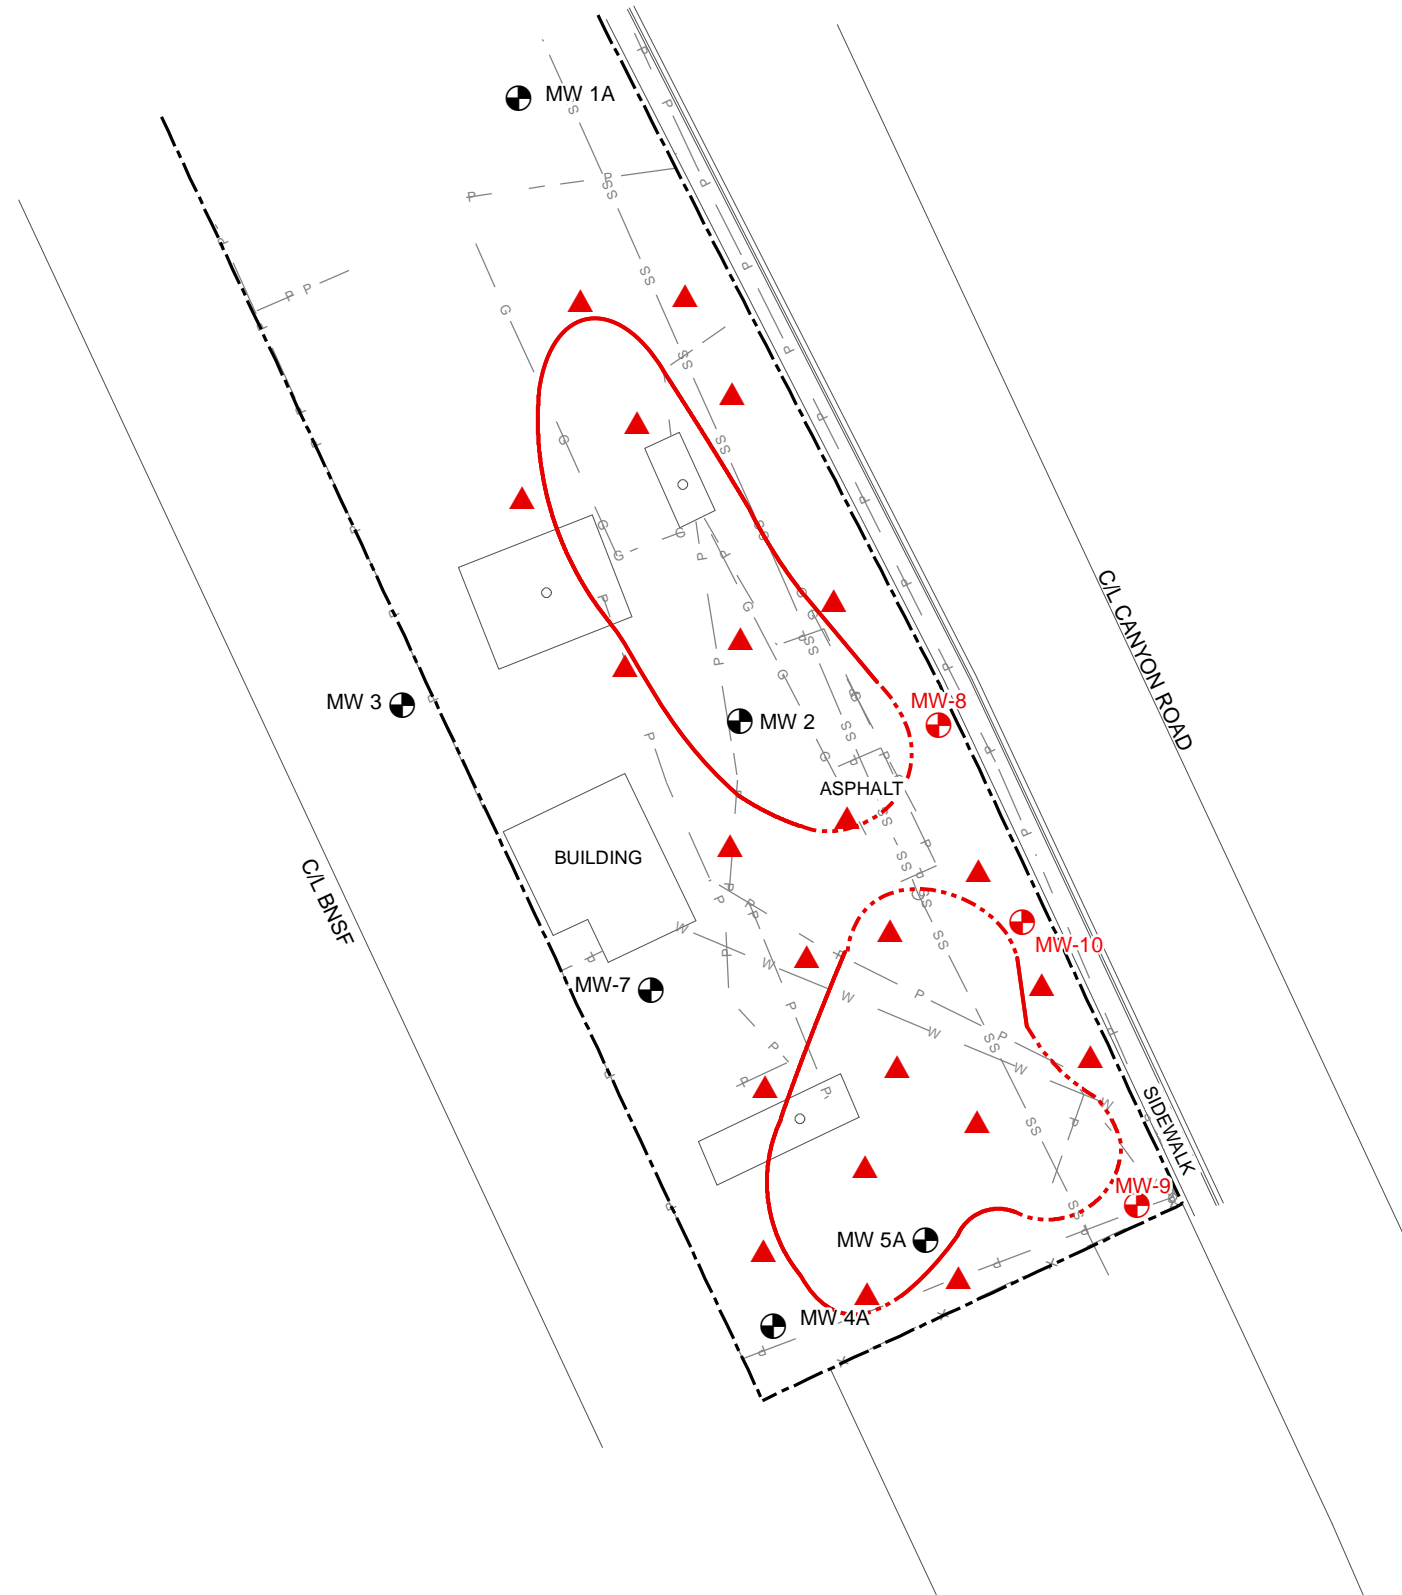 MW 1A
MW 3
MW 2
MW-8
ASPHALT
C/L CANYON ROAD
BUILDING
C/L BNSF
MW-10
MW-7
SIDEWALK
MW-9
MW 5A
MW 4A